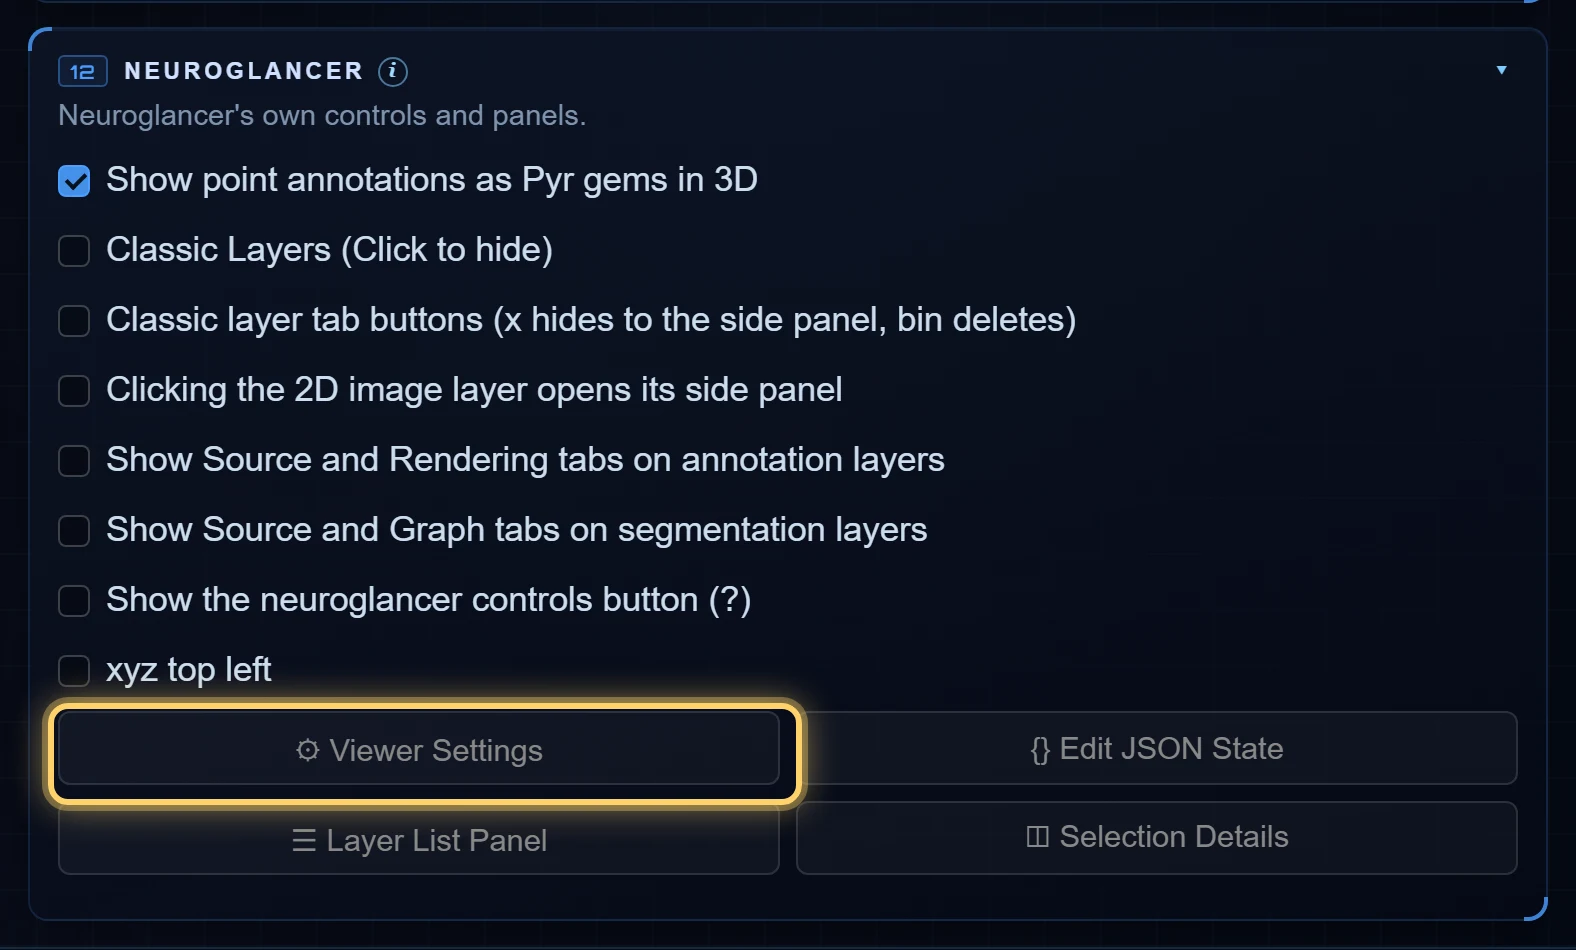 12 NEUROGLANCER i ▼
Neuroglancer's own controls and panels.
Show point annotations as Pyr gems in 3D
Classic Layers (Click to hide)
Classic layer tab buttons (x hides to the side panel, bin deletes)
Clicking the 2D image layer opens its side panel
Show Source and Rendering tabs on annotation layers
Show Source and Graph tabs on segmentation layers
Show the neuroglancer controls button (?)
xyz top left
Viewer Settings
{} Edit JSON State
Layer List Panel
Selection Details